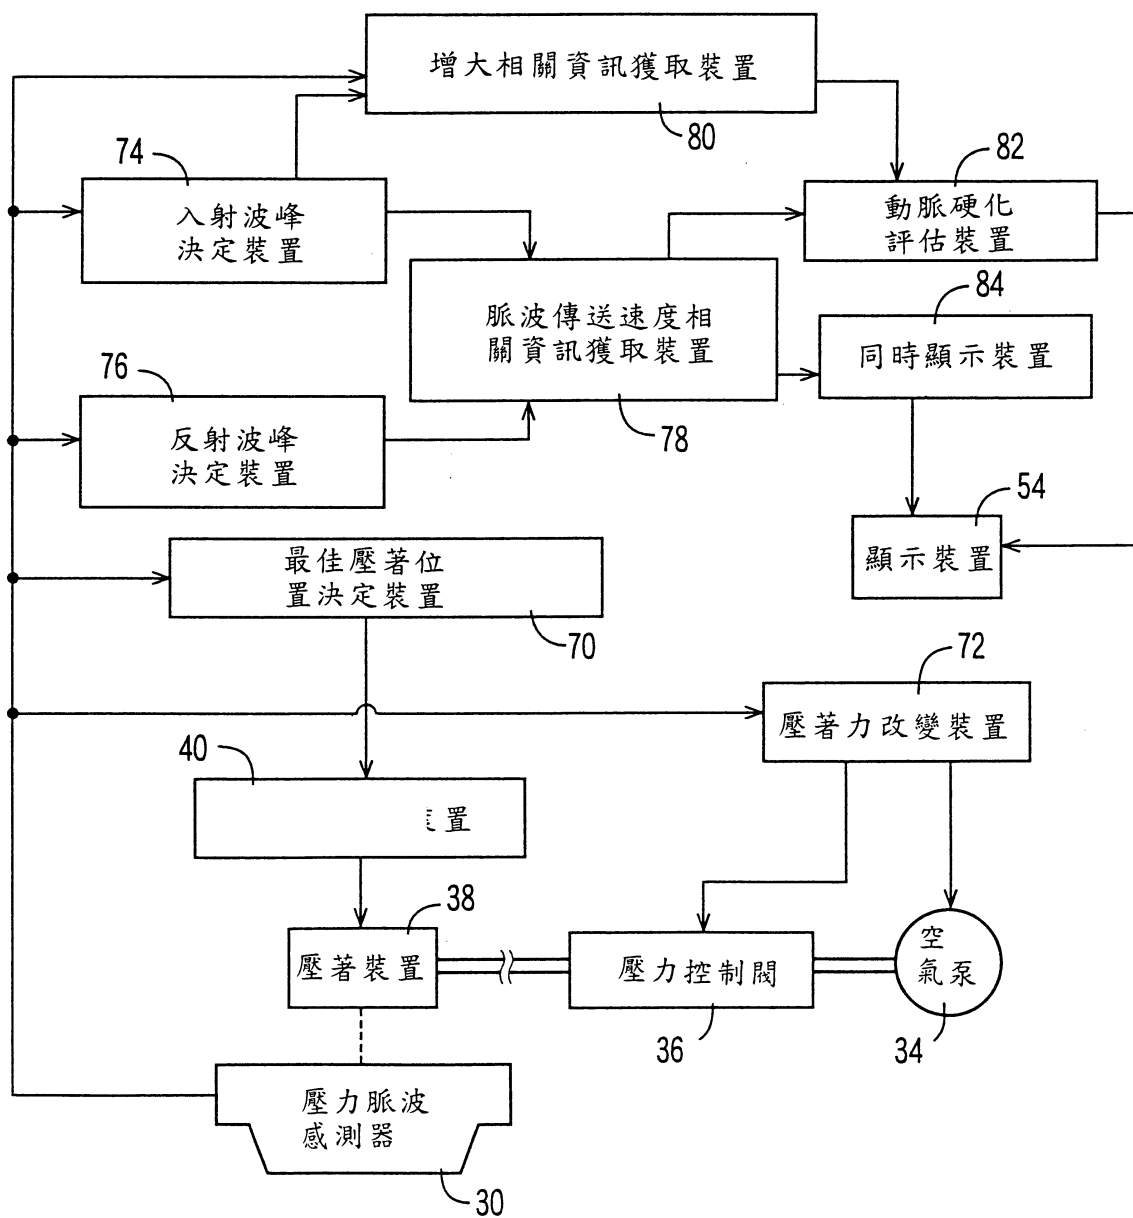 增大相關資訊獲取裝置
80
74
入射波峰
決定裝置
82
動脈硬化
評估裝置
脈波傳送速度相
關資訊獲取裝置
78
84
同時顯示裝置
76
反射波峰
決定裝置
54
顯示裝置
最佳壓著位
置決定裝置
70
72
壓著力改變裝置
40
置
38
壓著裝置
壓力控制閥
36
空
氣泵
34
壓力脈波
感測器
30